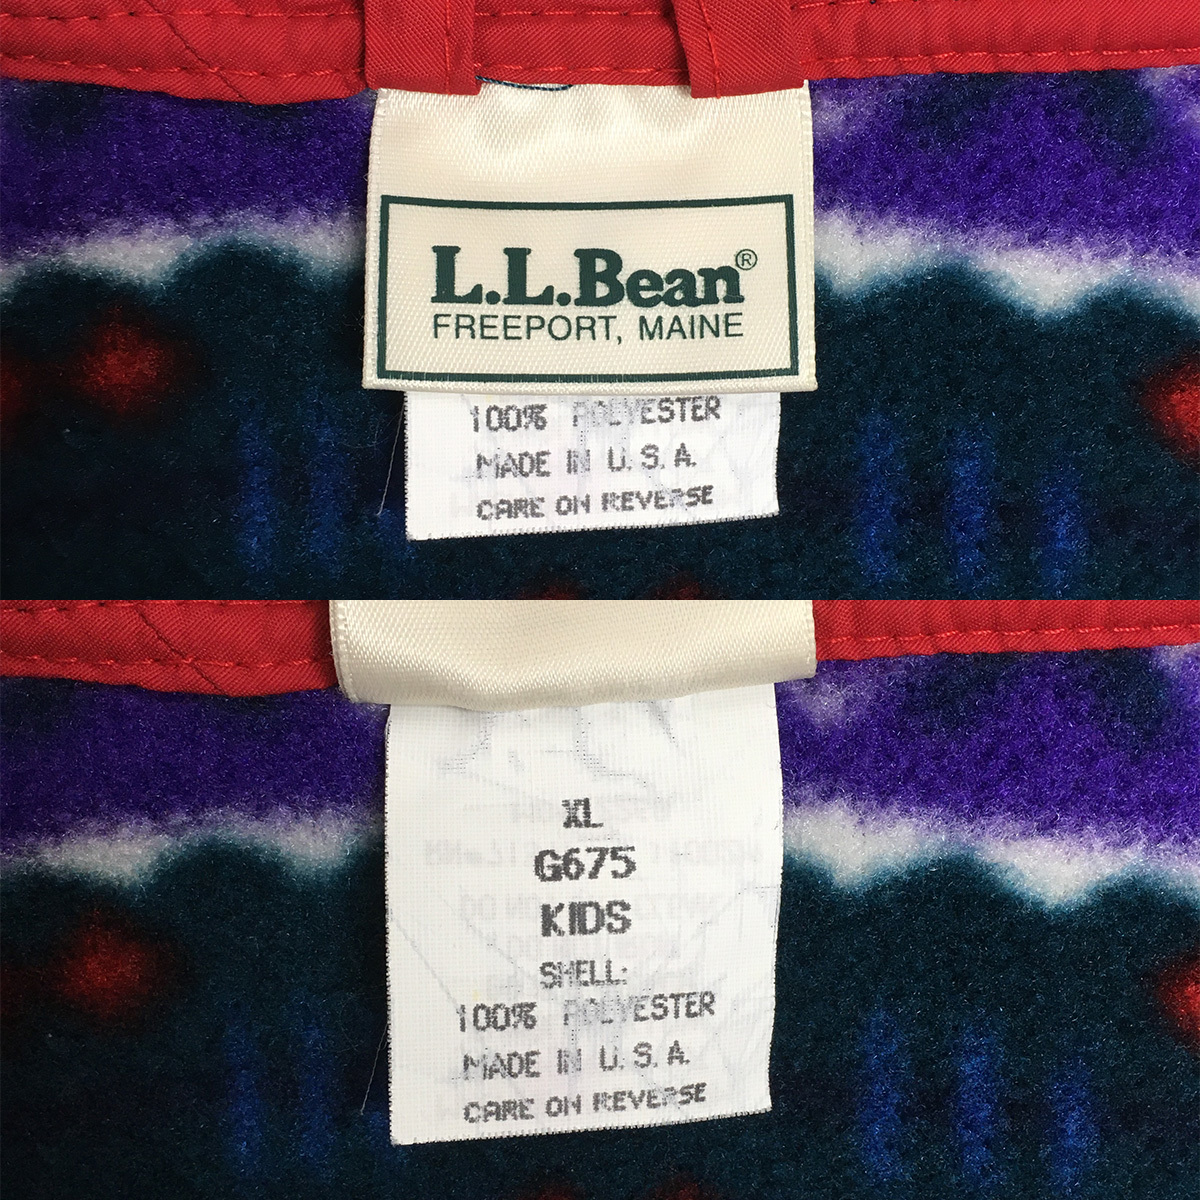 L.L.Bean®
FREEPORT, MAINE
100% POLYESTER
MADE IN U.S.A.
CARE ON REVERSE
XL
G675
KIDS
SHELL:
100% POLYESTER
MADE IN U.S.A.
CARE ON REVERSE